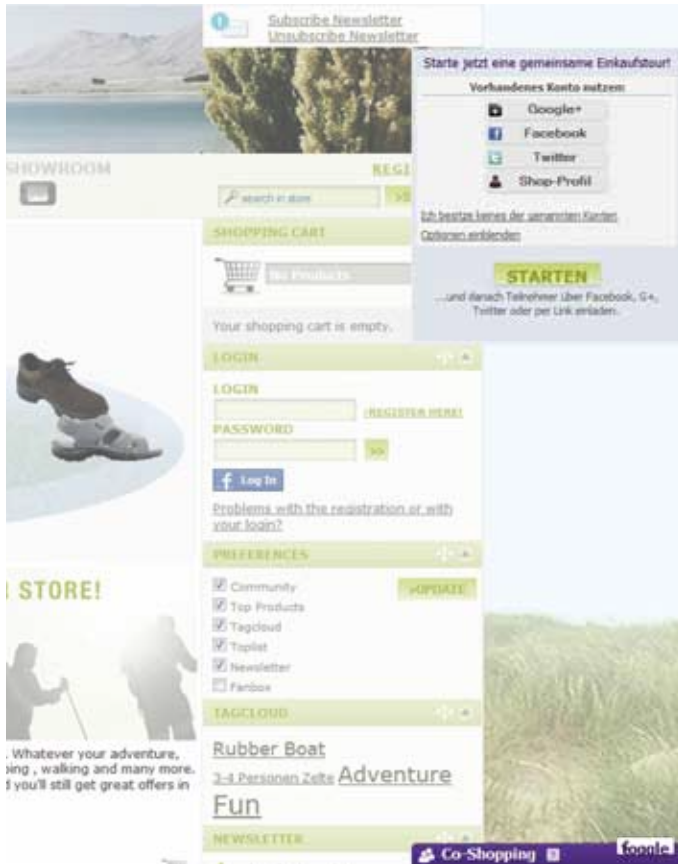 Subscribe Newsletter
Unsubscribe Newsletter
Starte jetzt eine gemeinsame Einkaufstour!
Vorhandenes Konto nutzen:
Google+
Facebook
Twitter
Shop-Profil
Ich besitze keines der genannten Konten
Optionen einblenden
STARTEN
...und danach Teilnehmer über Facebook, G+,
Twitter oder per Link einladen.
SHOWROOM
REGI
search in store
SHOPPING CART
No Products
Your shopping cart is empty.
LOGIN
LOGIN
›REGISTER HERE!
PASSWORD
>>
Log In
Problems with the registration or with
your login?
PREFERENCES
Community
›UPDATE
Top Products
Tagcloud
Toplist
Newsletter
Fanbox
STORE!
TAGCLOUD
Rubber Boat
3-4 Personen Zelte Adventure
Fun
. Whatever your adventure,
, walking and many more.
you'll still get great offers in
NEWSLETTER
Co-Shopping
foggle